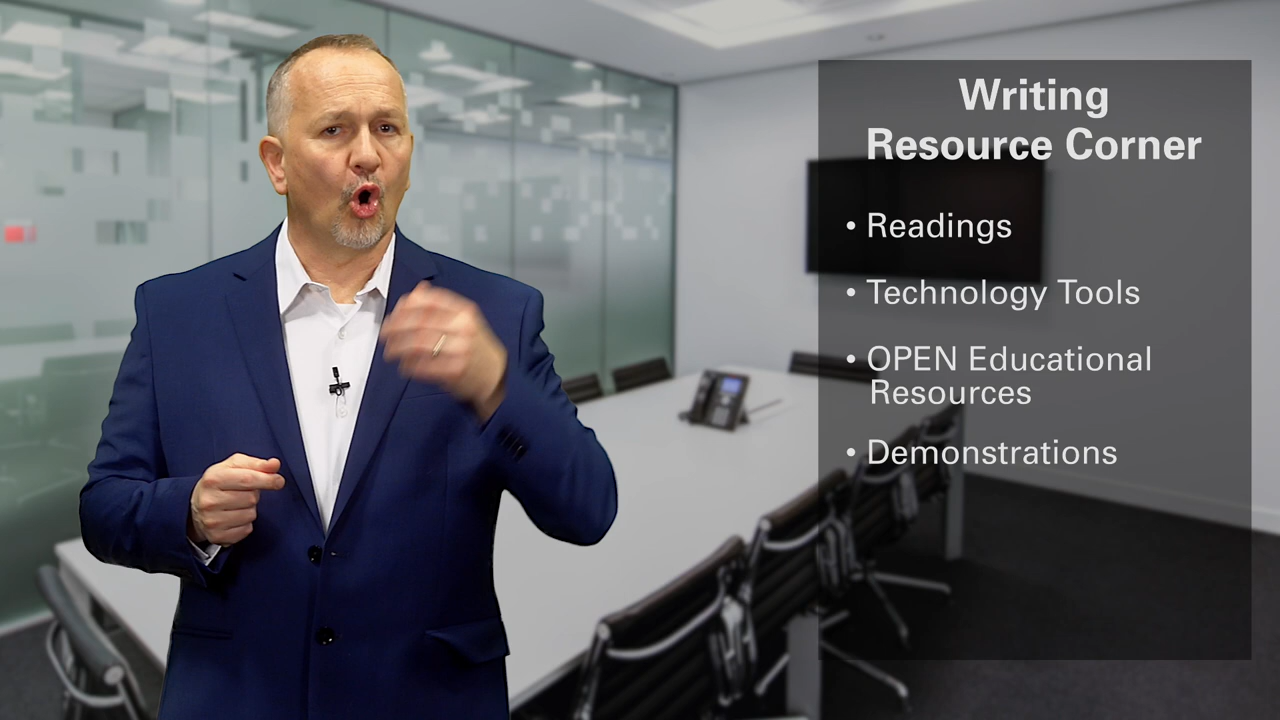 Writing
Resource Corner
• Readings
• Technology Tools
• OPEN Educational
Resources
• Demonstrations